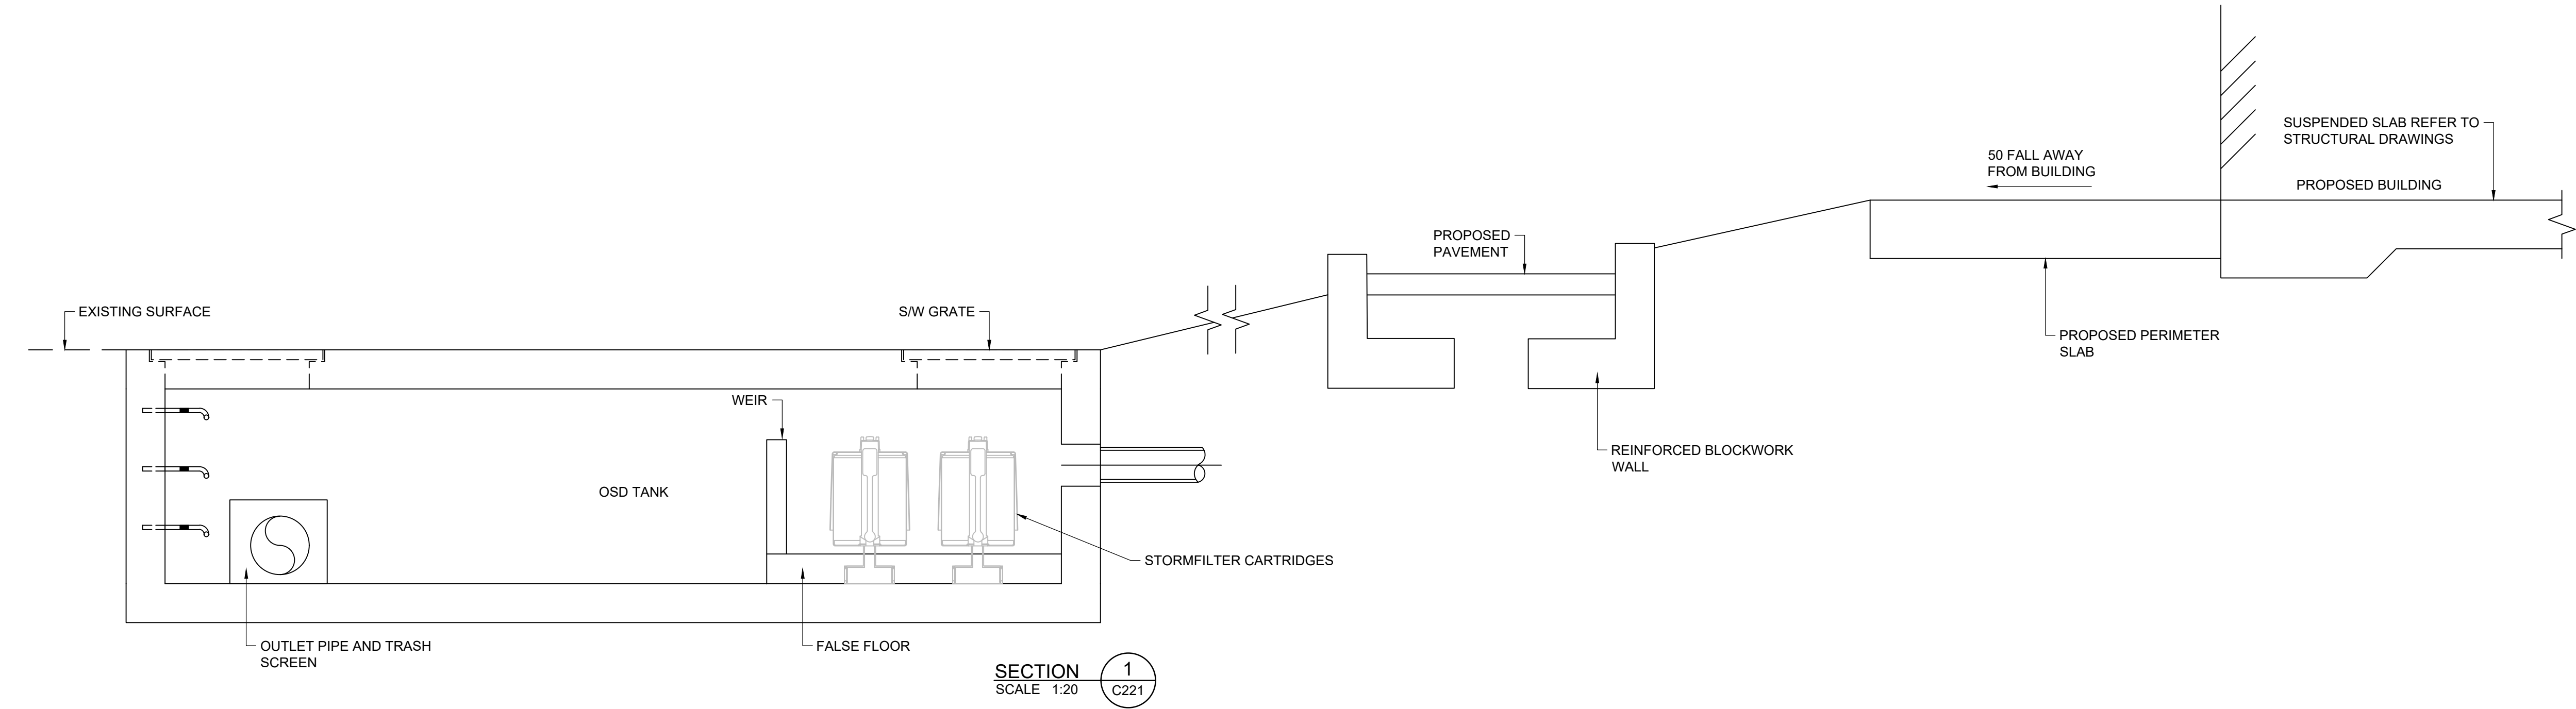 SUSPENDED SLAB REFER TO
STRUCTURAL DRAWINGS
50 FALL AWAY
FROM BUILDING
PROPOSED BUILDING
PROPOSED
PAVEMENT
EXISTING SURFACE
S/W GRATE
PROPOSED PERIMETER
SLAB
WEIR
REINFORCED BLOCKWORK
WALL
OSD TANK
STORMFILTER CARTRIDGES
OUTLET PIPE AND TRASH
SCREEN
FALSE FLOOR
SECTION
SCALE 1:20
1
C221